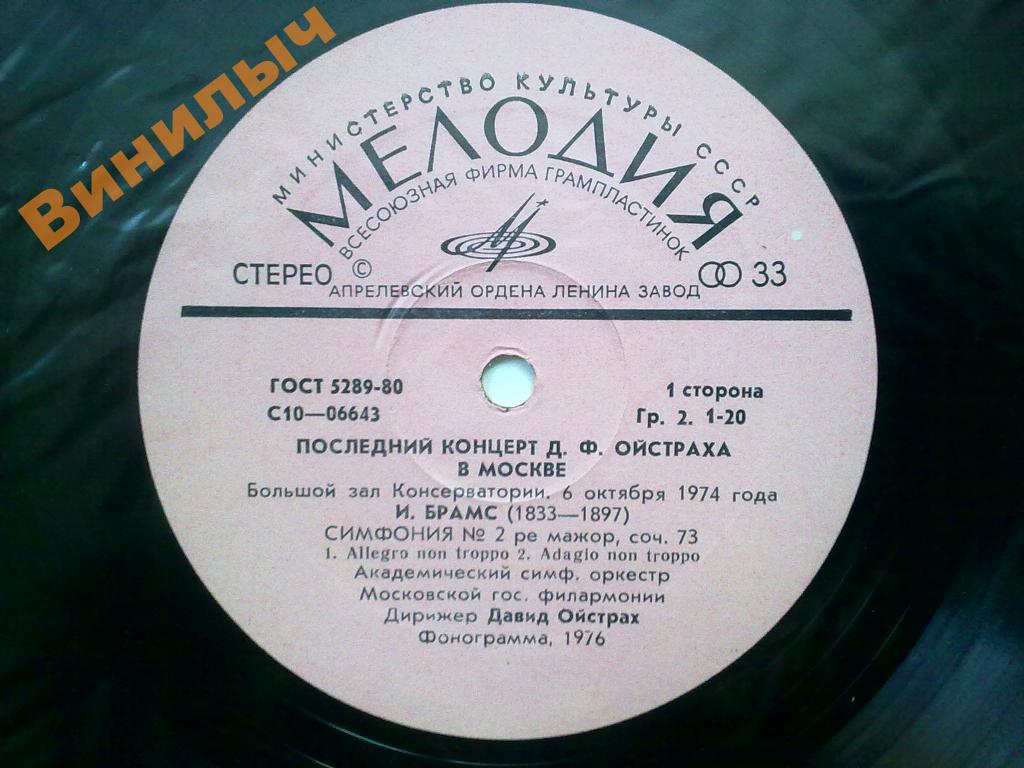 Винилыч
МИНИСТЕРСТВО КУЛЬТУРЫ СССР
МЕЛОДИЯ
ВСЕСОЮЗНАЯ ФИРМА ГРАМПЛАСТИНОК
СТЕРЕО © 33
АПРЕЛЕВСКИЙ ОРДЕНА ЛЕНИНА ЗАВОД
ГОСТ 5289-80 1 сторона
С10—06643 Гр. 2. 1-20
ПОСЛЕДНИЙ КОНЦЕРТ Д. Ф. ОЙСТРАХА
В МОСКВЕ
Большой зал Консерватории. 6 октября 1974 года
И. БРАМС (1833—1897)
СИМФОНИЯ № 2 ре мажор, соч. 73
1. Allegro non troppo 2. Adagio non troppo
Академический симф. оркестр
Московской гос. филармонии
Дирижер Давид Ойстрах
Фонограмма, 1976